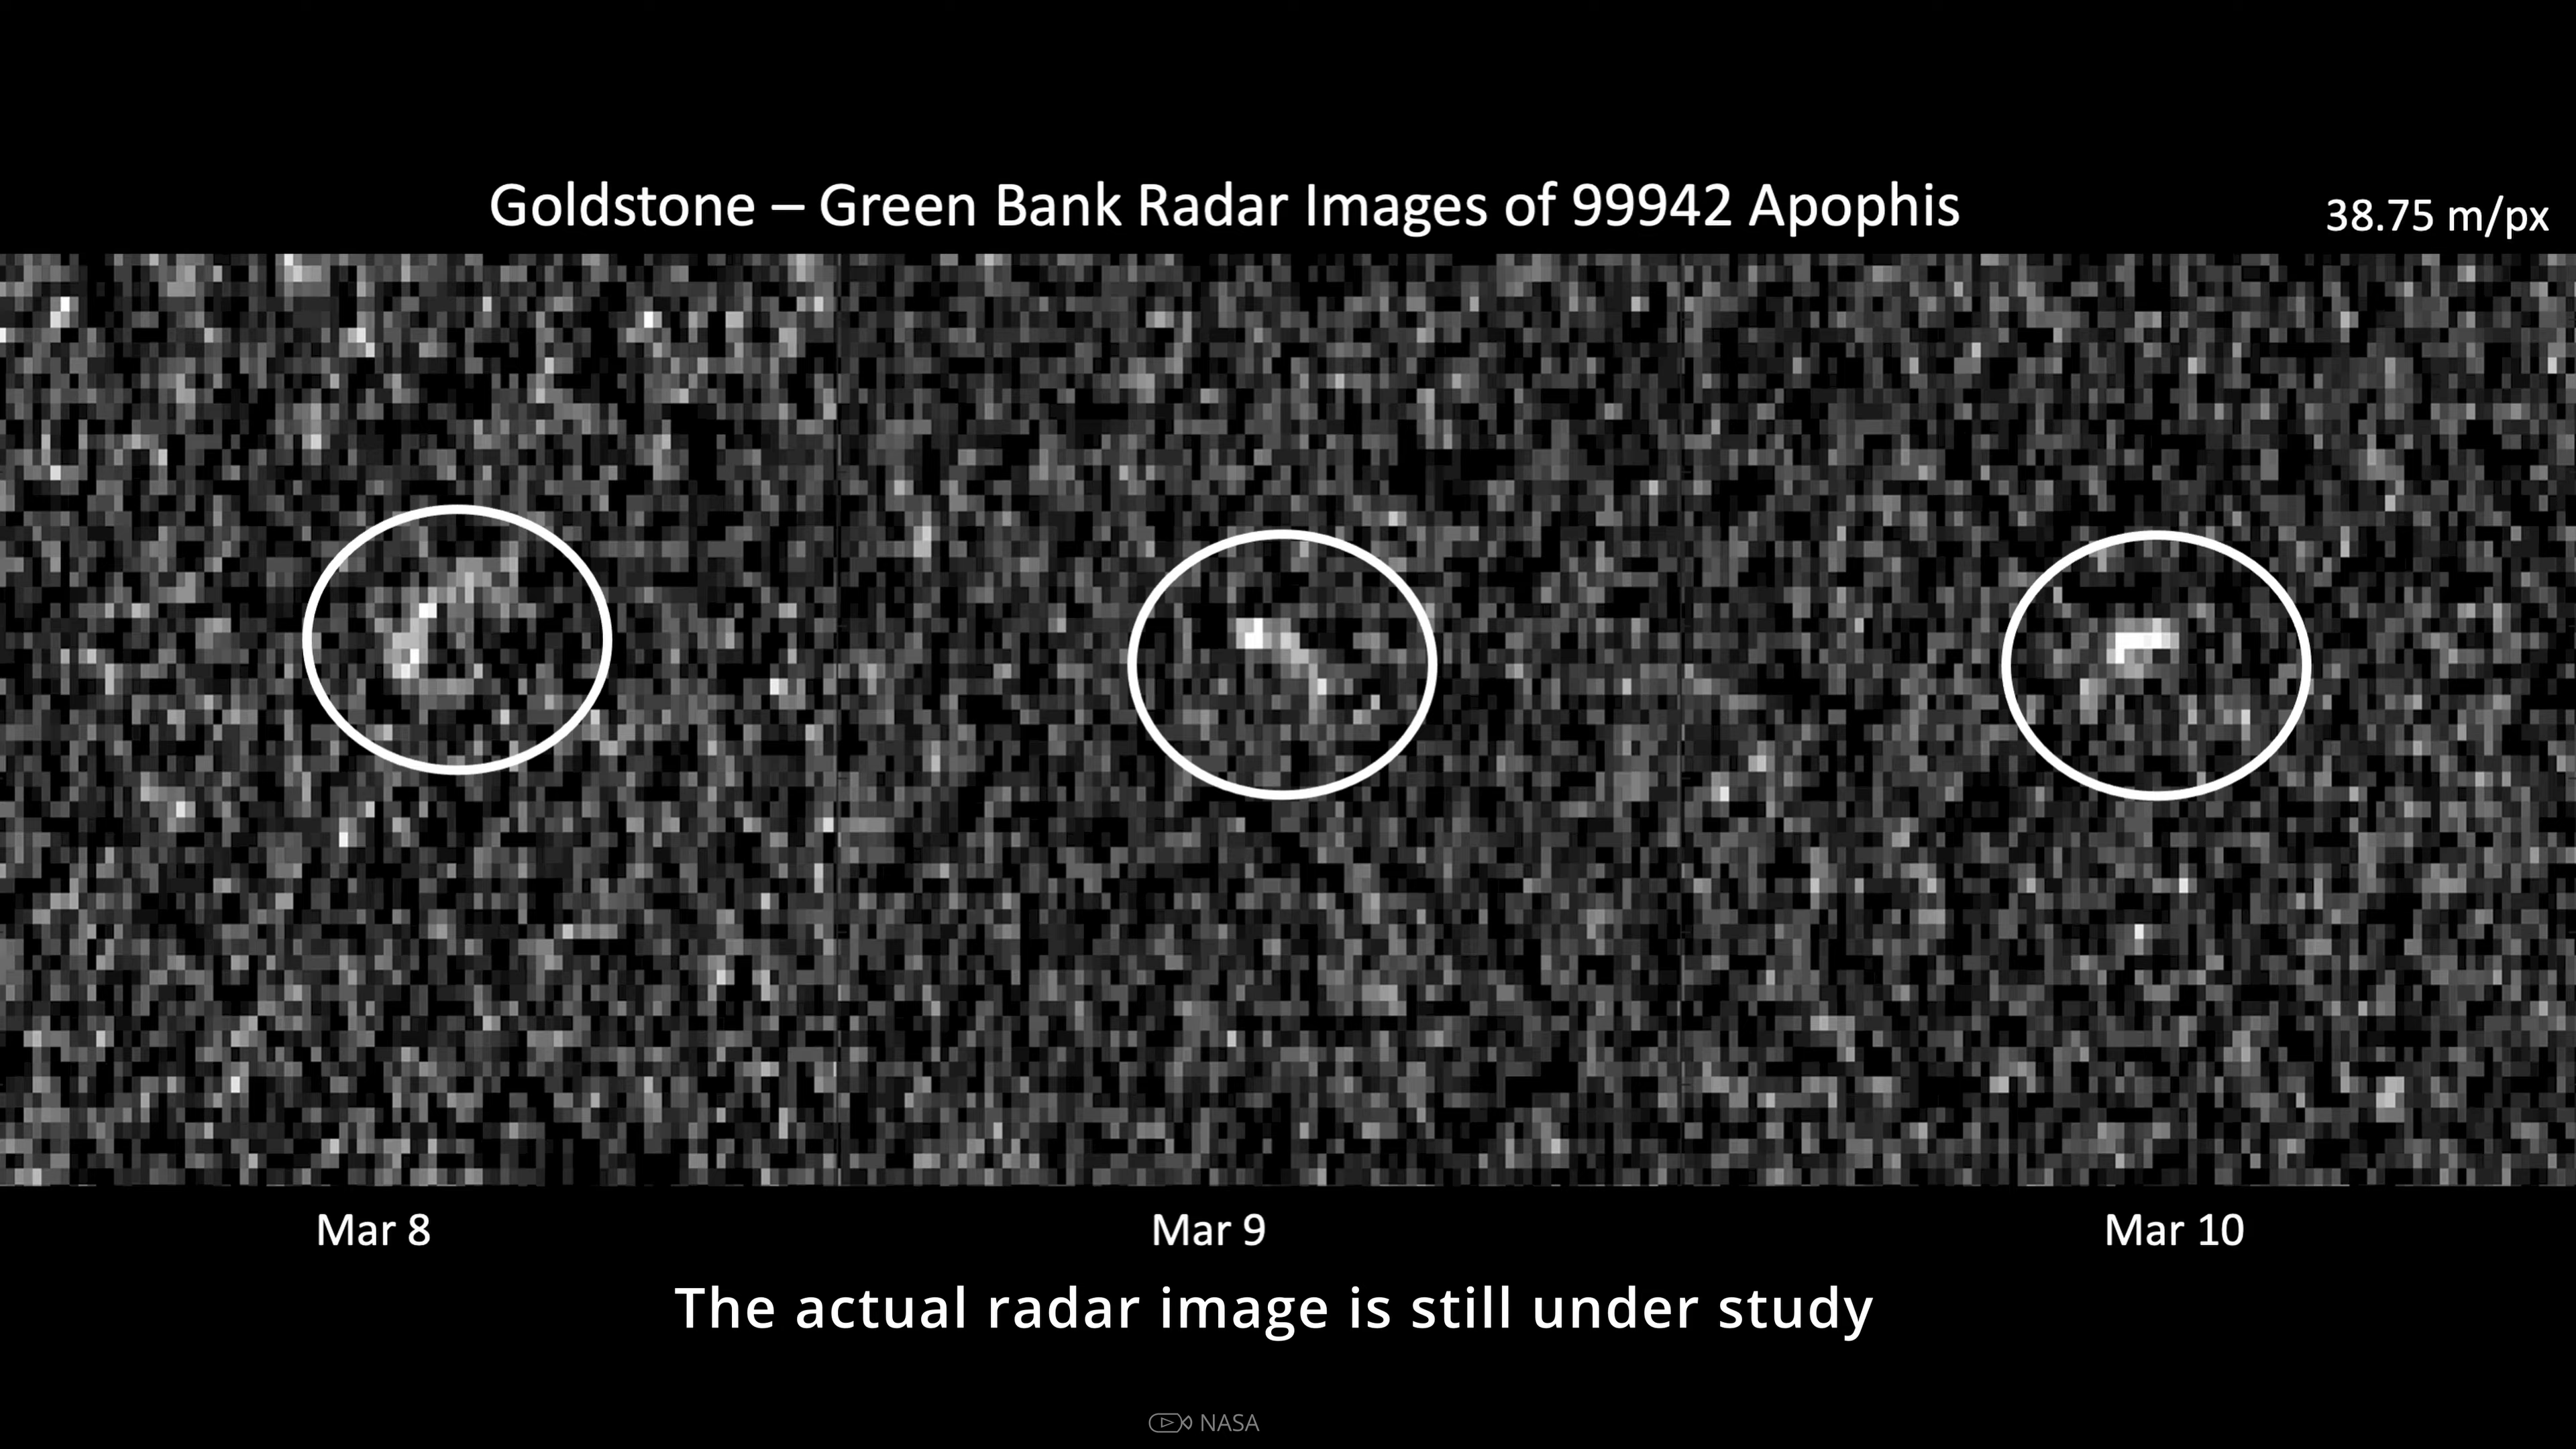 Goldstone – Green Bank Radar Images of 99942 Apophis
38.75 m/px
Mar 8
Mar 9
Mar 10
The actual radar image is still under study
NASA